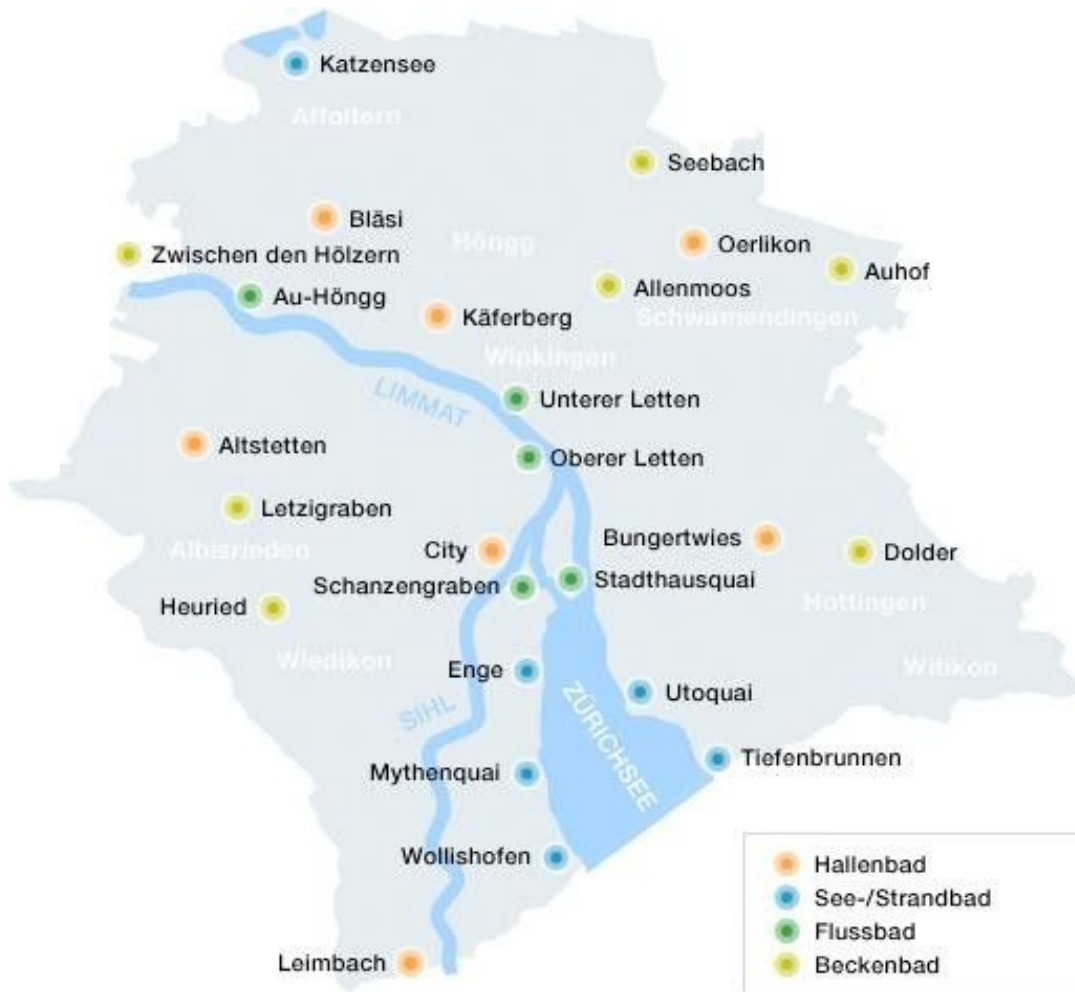 Katzensee
Affoltern
Seebach
Bläsi
Höngg
Oerlikon
Zwischen den Hölzern
Auhof
Au-Höngg
Allenmoos
Käferberg
Schwamendingen
Wipkingen
LIMMAT
Unterer Letten
Altstetten
Oberer Letten
Letzigraben
Albisrieden
City
Bungertwies
Dolder
Schanzengraben
Stadthausquai
Heuried
Hottingen
Wiedikon
Enge
Witikon
Utoquai
SIHL
ZÜRICHSEE
Mythenquai
Tiefenbrunnen
Wollishofen
Leimbach
Hallenbad
See-/Strandbad
Flussbad
Beckenbad